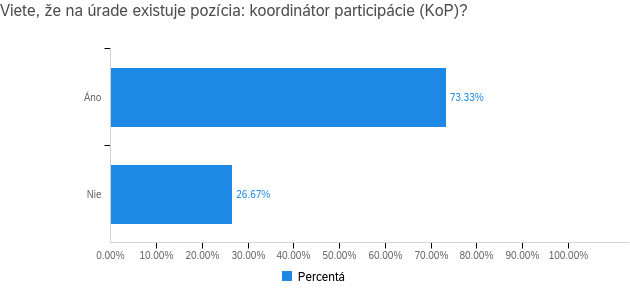 Viete, že na úrade existuje pozícia: koordinátor participácie (KoP)?
Áno
73.33%
Nie
26.67%
0.00% 10.00% 20.00% 30.00% 40.00% 50.00% 60.00% 70.00% 80.00% 90.00% 100.00%
Percentá